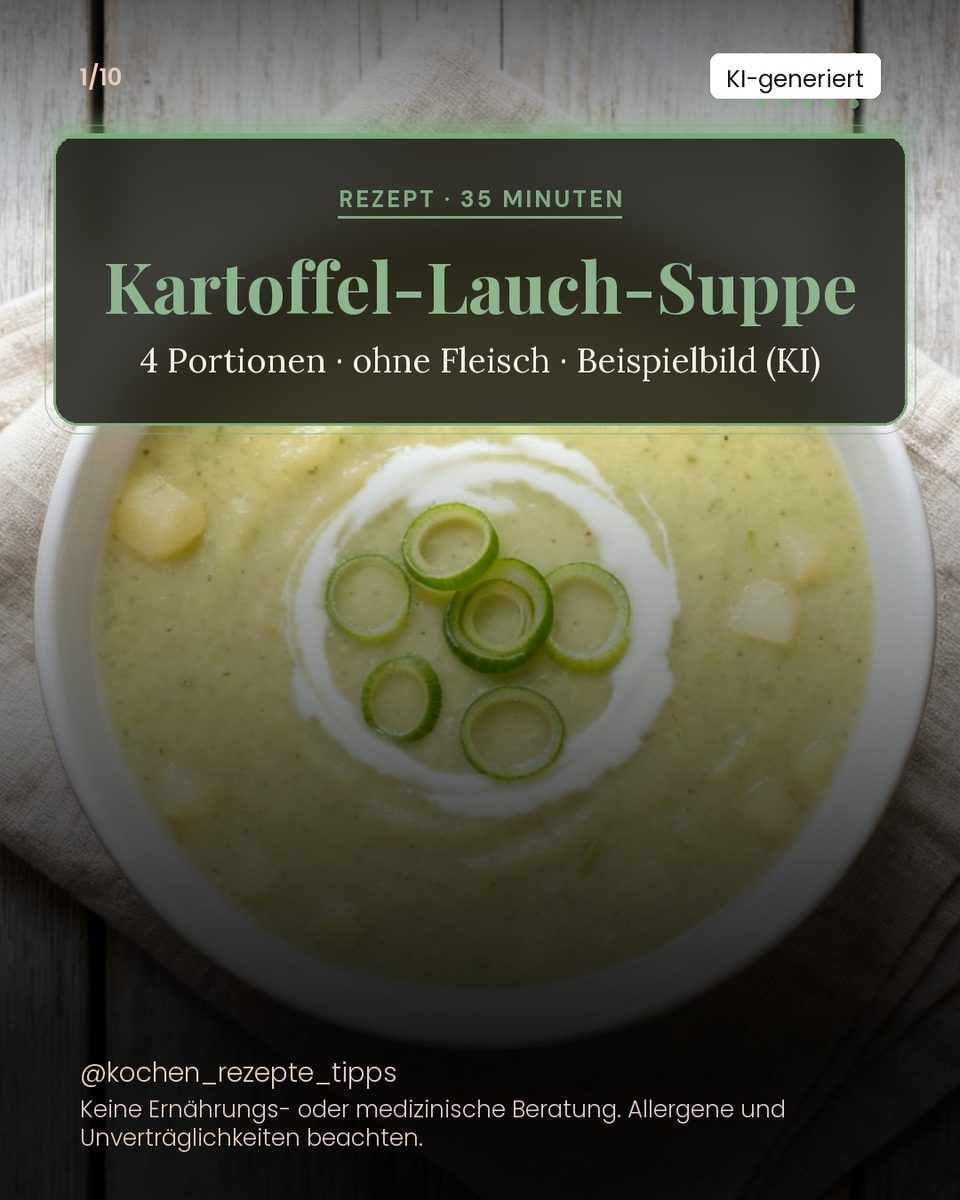 1/10
KI-generiert
REZEPT · 35 MINUTEN
Kartoffel-Lauch-Suppe
4 Portionen · ohne Fleisch · Beispielbild (KI)
@kochen_rezepte_tipps
Keine Ernährungs- oder medizinische Beratung. Allergene und
Unverträglichkeiten beachten.